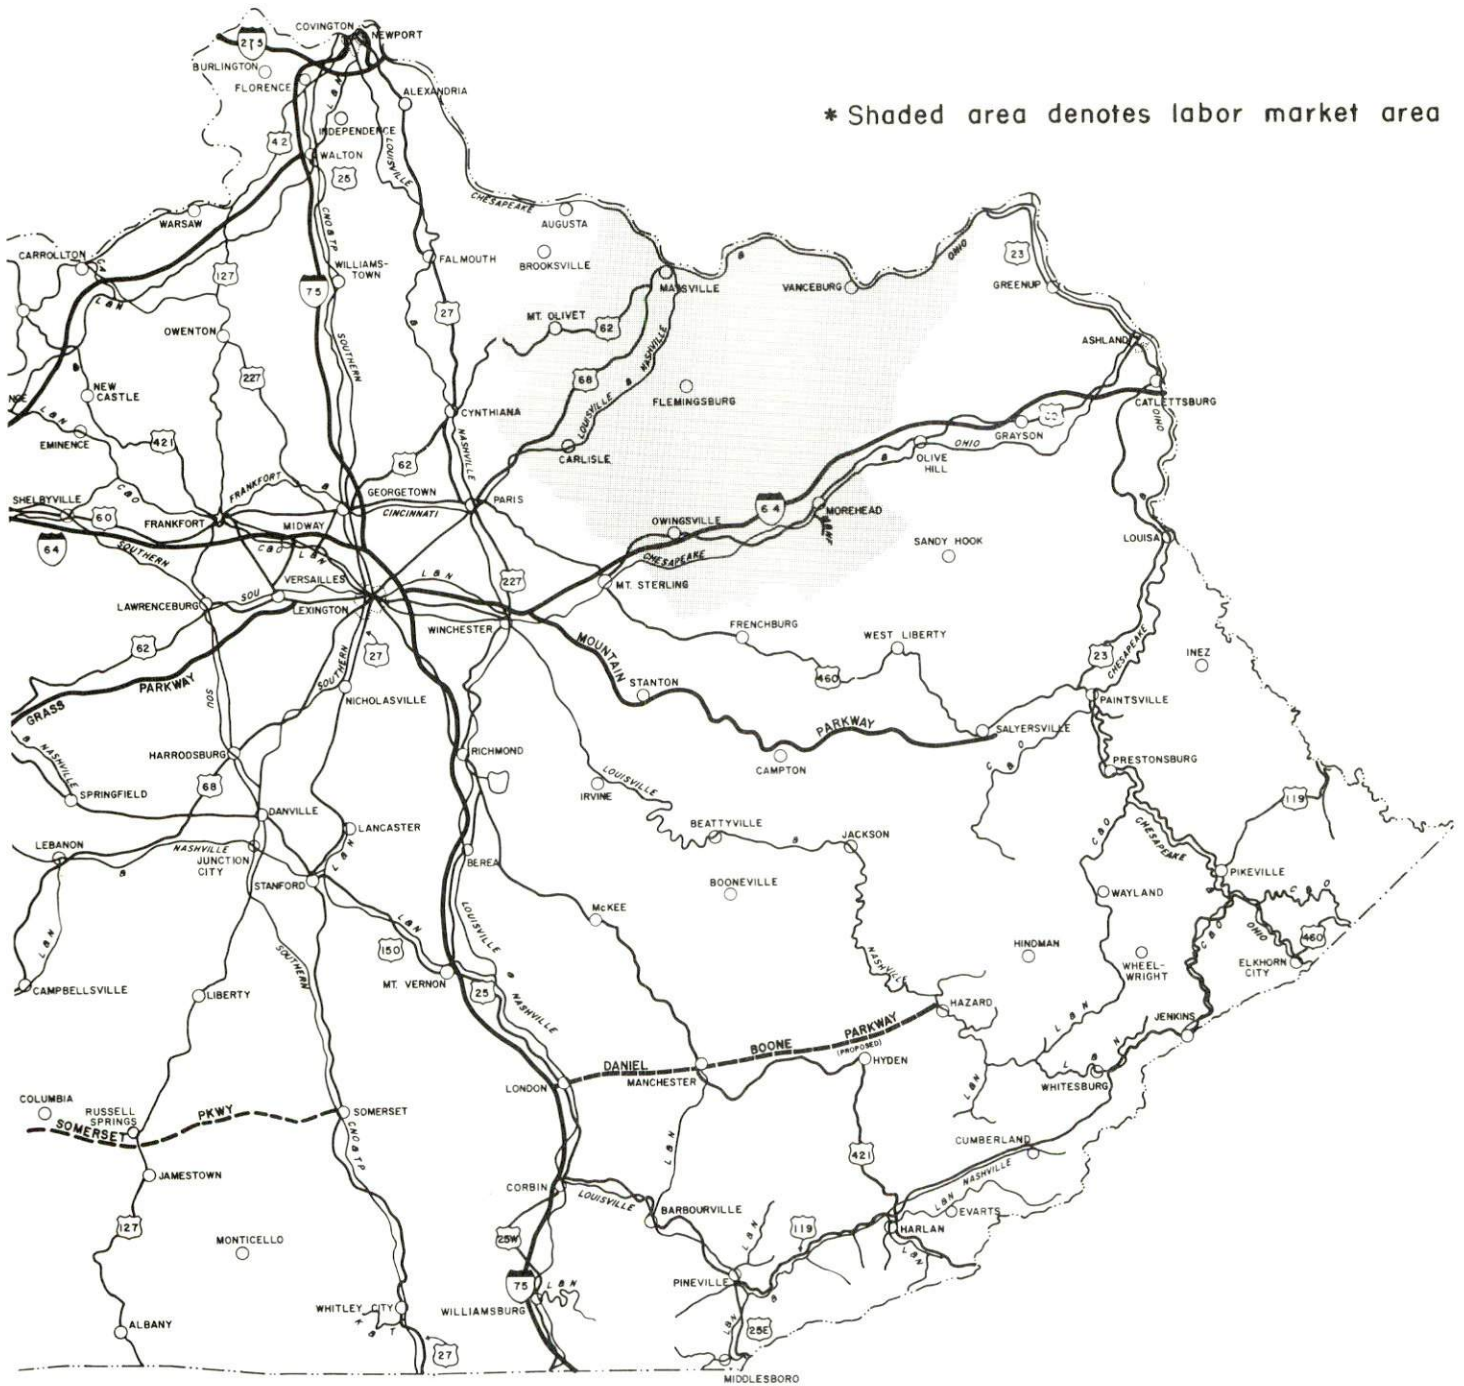 COVINGTON
NEWPORT
275
BURLINGTON
FLORENCE
L & N
ALEXANDRIA
* Shaded area denotes labor market area
INDEPENDENCE
42
WALTON
LOUISVILLE
25
CHESAPEAKE
WARSAW
AUGUSTA
CNO&TP
OHIO
23
CARROLLTON
BROOKSVILLE
FALMOUTH
WILLIAMS-
TOWN
127
75
L & N
MAYSVILLE
VANCEBURG
GREENUP
&
27
MT. OLIVET
62
OWENTON
SOUTHERN
&
NASHVILLE
ASHLAND
227
68
&
NEW
CASTLE
FLEMINGSBURG
CATLETTSBURG
LOUISVILLE
CYNTHIANA
L & N
EMINENCE
421
NASHVILLE
GRAYSON
OHIO
OHIO
OLIVE
HILL
&
62
CARLISLE
FRANKFORT
&
GEORGETOWN
CINCINNATI
PARIS
SHELBYVILLE
C&O
60
FRANKFORT
MIDWAY
64
MOREHEAD
OWINGSVILLE
64
SOUTHERN
C&O
L & N
CHESAPEAKE
SANDY HOOK
LOUISA
&
VERSAILLES
L & N
227
MT. STERLING
LAWRENCEBURG
SOU
LEXINGTON
WINCHESTER
FRENCHBURG
WEST LIBERTY
62
27
MOUNTAIN
23
CHESAPEAKE
INEZ
PARKWAY
SOUTHERN
STANTON
460
SOU
NICHOLASVILLE
PAINTSVILLE
GRASS
PARKWAY
SALYERSVILLE
HARRODSBURG
RICHMOND
CAMPTON
C & O
PRESTONSBURG
& NASHVILLE
68
SPRINGFIELD
LOUISVILLE
IRVINE
119
DANVILLE
BEATTYVILLE
JACKSON
&
CHESAPEAKE
LANCASTER
LEBANON
NASHVILLE
&
JUNCTION
CITY
L & N
BEREA
C & O
PIKEVILLE
STANFORD
BOONEVILLE
&
C & O
WAYLAND
McKEE
L & N
LOUISVILLE
L & N
150
HINDMAN
C & O
OHIO
460
SOUTHERN
NASHVILLE
WHEEL-
WRIGHT
ELKHORN
CITY
CAMPBELLSVILLE
LIBERTY
MT. VERNON
&
25
NASHVILLE
HAZARD
L & N
JENKINS
PARKWAY
BOONE
(PROPOSED)
DANIEL
HYDEN
L & N
LONDON
MANCHESTER
WHITESBURG
L & N
COLUMBIA
RUSSELL
SPRINGS
PKWY
SOMERSET
SOMERSET
CNO&TP
L & N
CUMBERLAND
421
NASHVILLE
JAMESTOWN
CORBIN
LOUISVILLE
L & N
EVARTS
127
BARBOURVILLE
119
HARLAN
MONTICELLO
25W
L & N
L & N
75
L & N
PINEVILLE
&
WHITLEY CITY
WILLIAMSBURG
K & T
L & N
25E
ALBANY
27
MIDDLESBORO